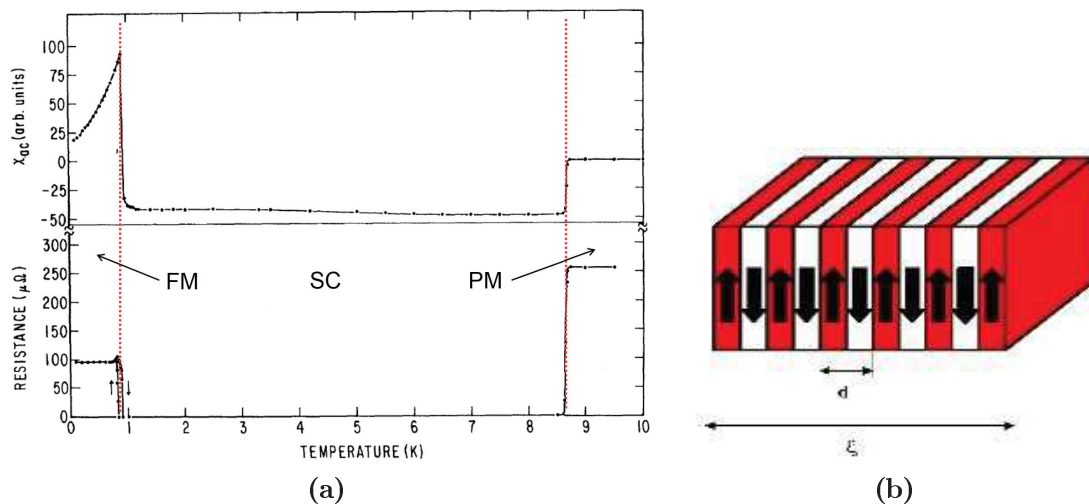 χac (arb. units)
100
75
50
25
0
−25
−50
RESISTANCE (μΩ)
300
250
200
150
100
50
0
FM
SC
PM
0 1 2 3 4 5 6 7 8 9 10
TEMPERATURE (K)
(a)
d
ξ
(b)